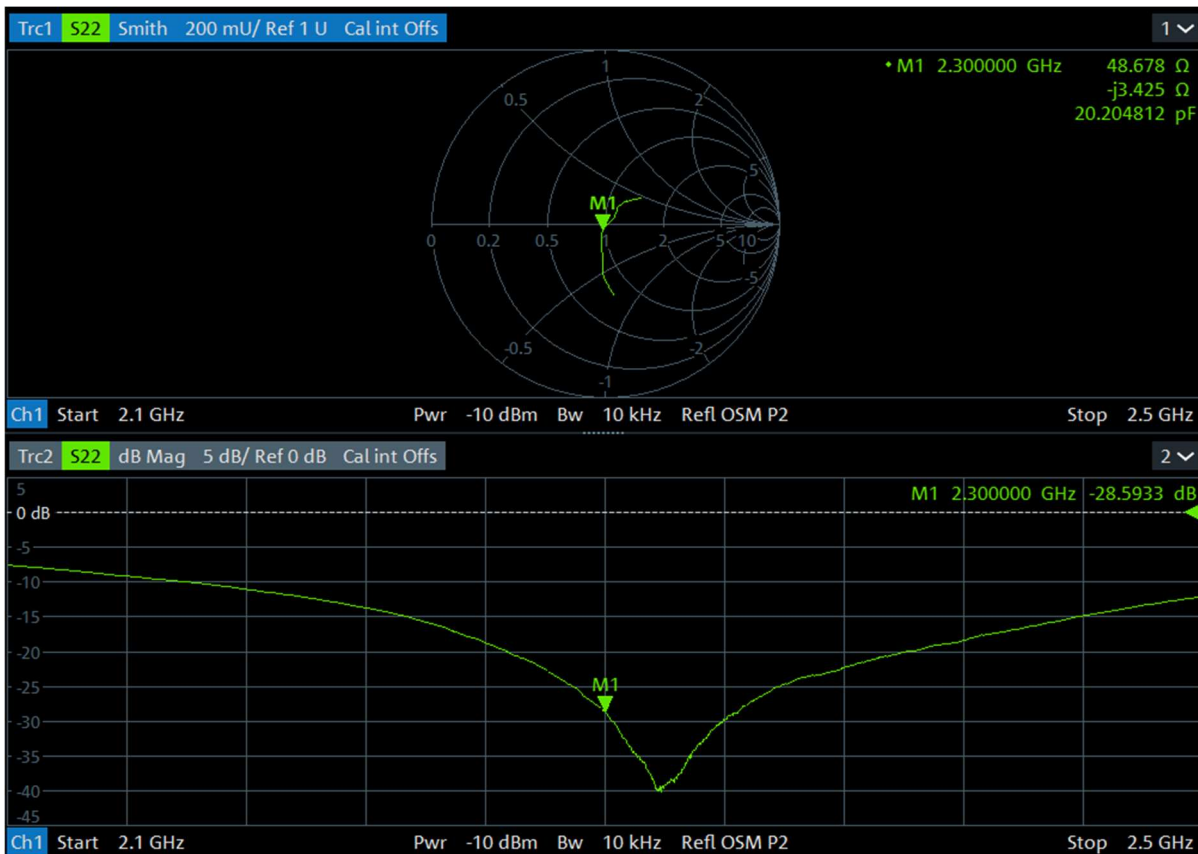 Trc1 S22 Smith 200 mU/ Ref 1 U Cal int Offs 1
• M1 2.300000 GHz 48.678 Ω
-j3.425 Ω
20.204812 pF
1
0.5 2
5
M1
0 0.2 0.5 1 2 5 10
-5
-0.5 -2
-1
Ch1 Start 2.1 GHz Pwr -10 dBm Bw 10 kHz Refl OSM P2 Stop 2.5 GHz
Trc2 S22 dB Mag 5 dB/ Ref 0 dB Cal int Offs 2
5 M1 2.300000 GHz -28.5933 dB
0 dB
-5
-10
-15
-20
-25
M1
-30
-35
-40
-45
Ch1 Start 2.1 GHz Pwr -10 dBm Bw 10 kHz Refl OSM P2 Stop 2.5 GHz